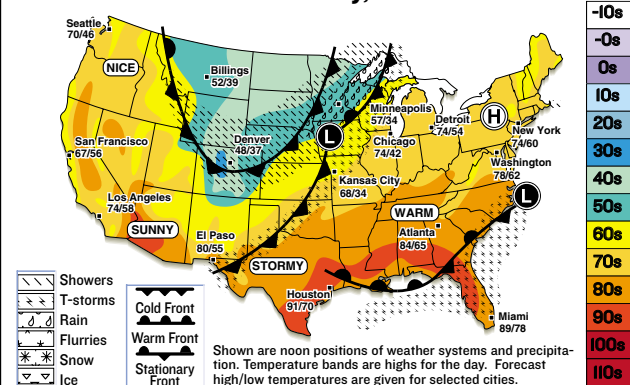 Seattle
70/46
NICE
Billings
52/39
Minneapolis
57/34
Detroit
74/54
H
New York
74/60
San Francisco
67/56
Denver
48/37
L
Chicago
74/42
Washington
78/62
Kansas City
68/34
L
Los Angeles
74/58
SUNNY
WARM
El Paso
80/55
Atlanta
84/65
STORMY
Houston
91/70
Miami
89/78
Showers
T-storms
Rain
Flurries
Snow
Ice
Cold Front
Warm Front
Stationary
Front
Shown are noon positions of weather systems and precipita-
tion. Temperature bands are highs for the day. Forecast
high/low temperatures are given for selected cities.
-10s
-0s
0s
10s
20s
30s
40s
50s
60s
70s
80s
90s
100s
110s